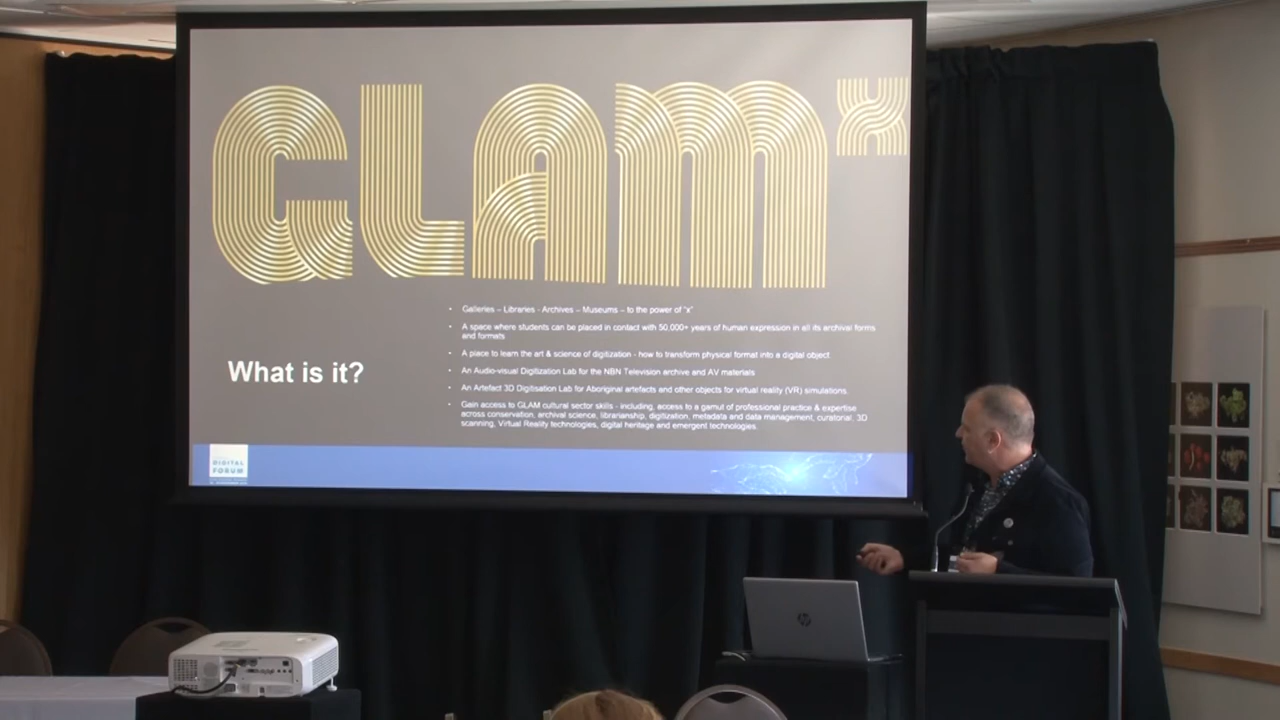 GLAM x
• Galleries – Libraries - Archives – Museums – to the power of "x"
• A space where students can be placed in contact with 50,000+ years of human expression in all its archival forms
and formats
• A place to learn the art & science of digitization - how to transform physical format into a digital object
• An Audio-visual Digitization Lab for the NBN Television archive and AV materials
• An Artefact 3D Digitisation Lab for Aboriginal artefacts and other objects for virtual reality (VR) simulations.
• Gain access to GLAM cultural sector skills - including, access to a gamut of professional practice & expertise
across conservation, archival science, librarianship, digitization, metadata and data management, curatorial, 3D
scanning, Virtual Reality technologies, digital heritage and emergent technologies.
What is it?
DIGITAL
FORUM
hp